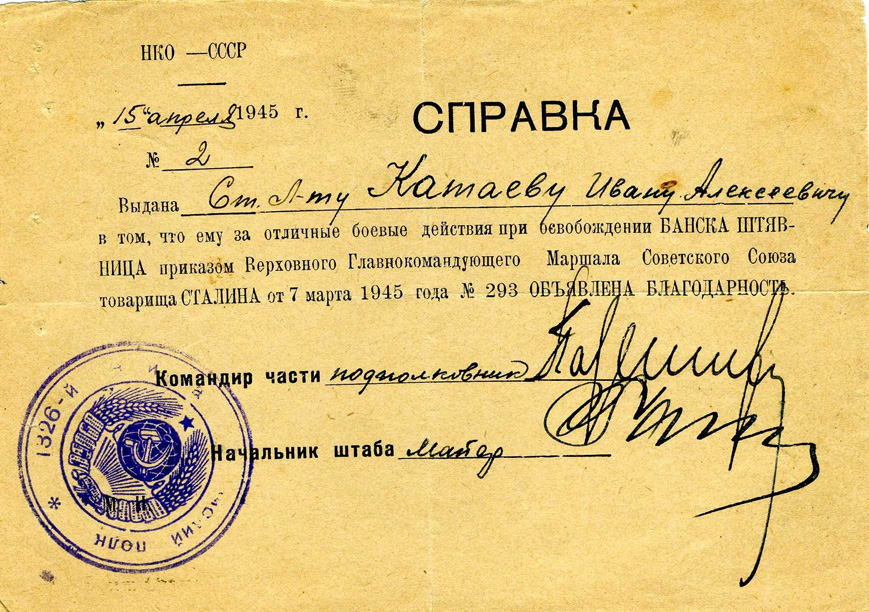 НКО —СССР
„15“ апреля 1945 г.
СПРАВКА
№ 2
Выдана Ст. Л-ту Катаеву Ивану Алексеевичу
в том, что ему за отличные боевые действия при освобождении БАНСКА ШТЯВ-
НИЦА приказом Верховного Главнокомандующего Маршала Советского Союза
товарища СТАЛИНА от 7 марта 1945 года № 293 ОБЪЯВЛЕНА БЛАГОДАРНОСТЬ.
Командир части подполковник
Начальник штаба майор
1326-й
ПОЛК